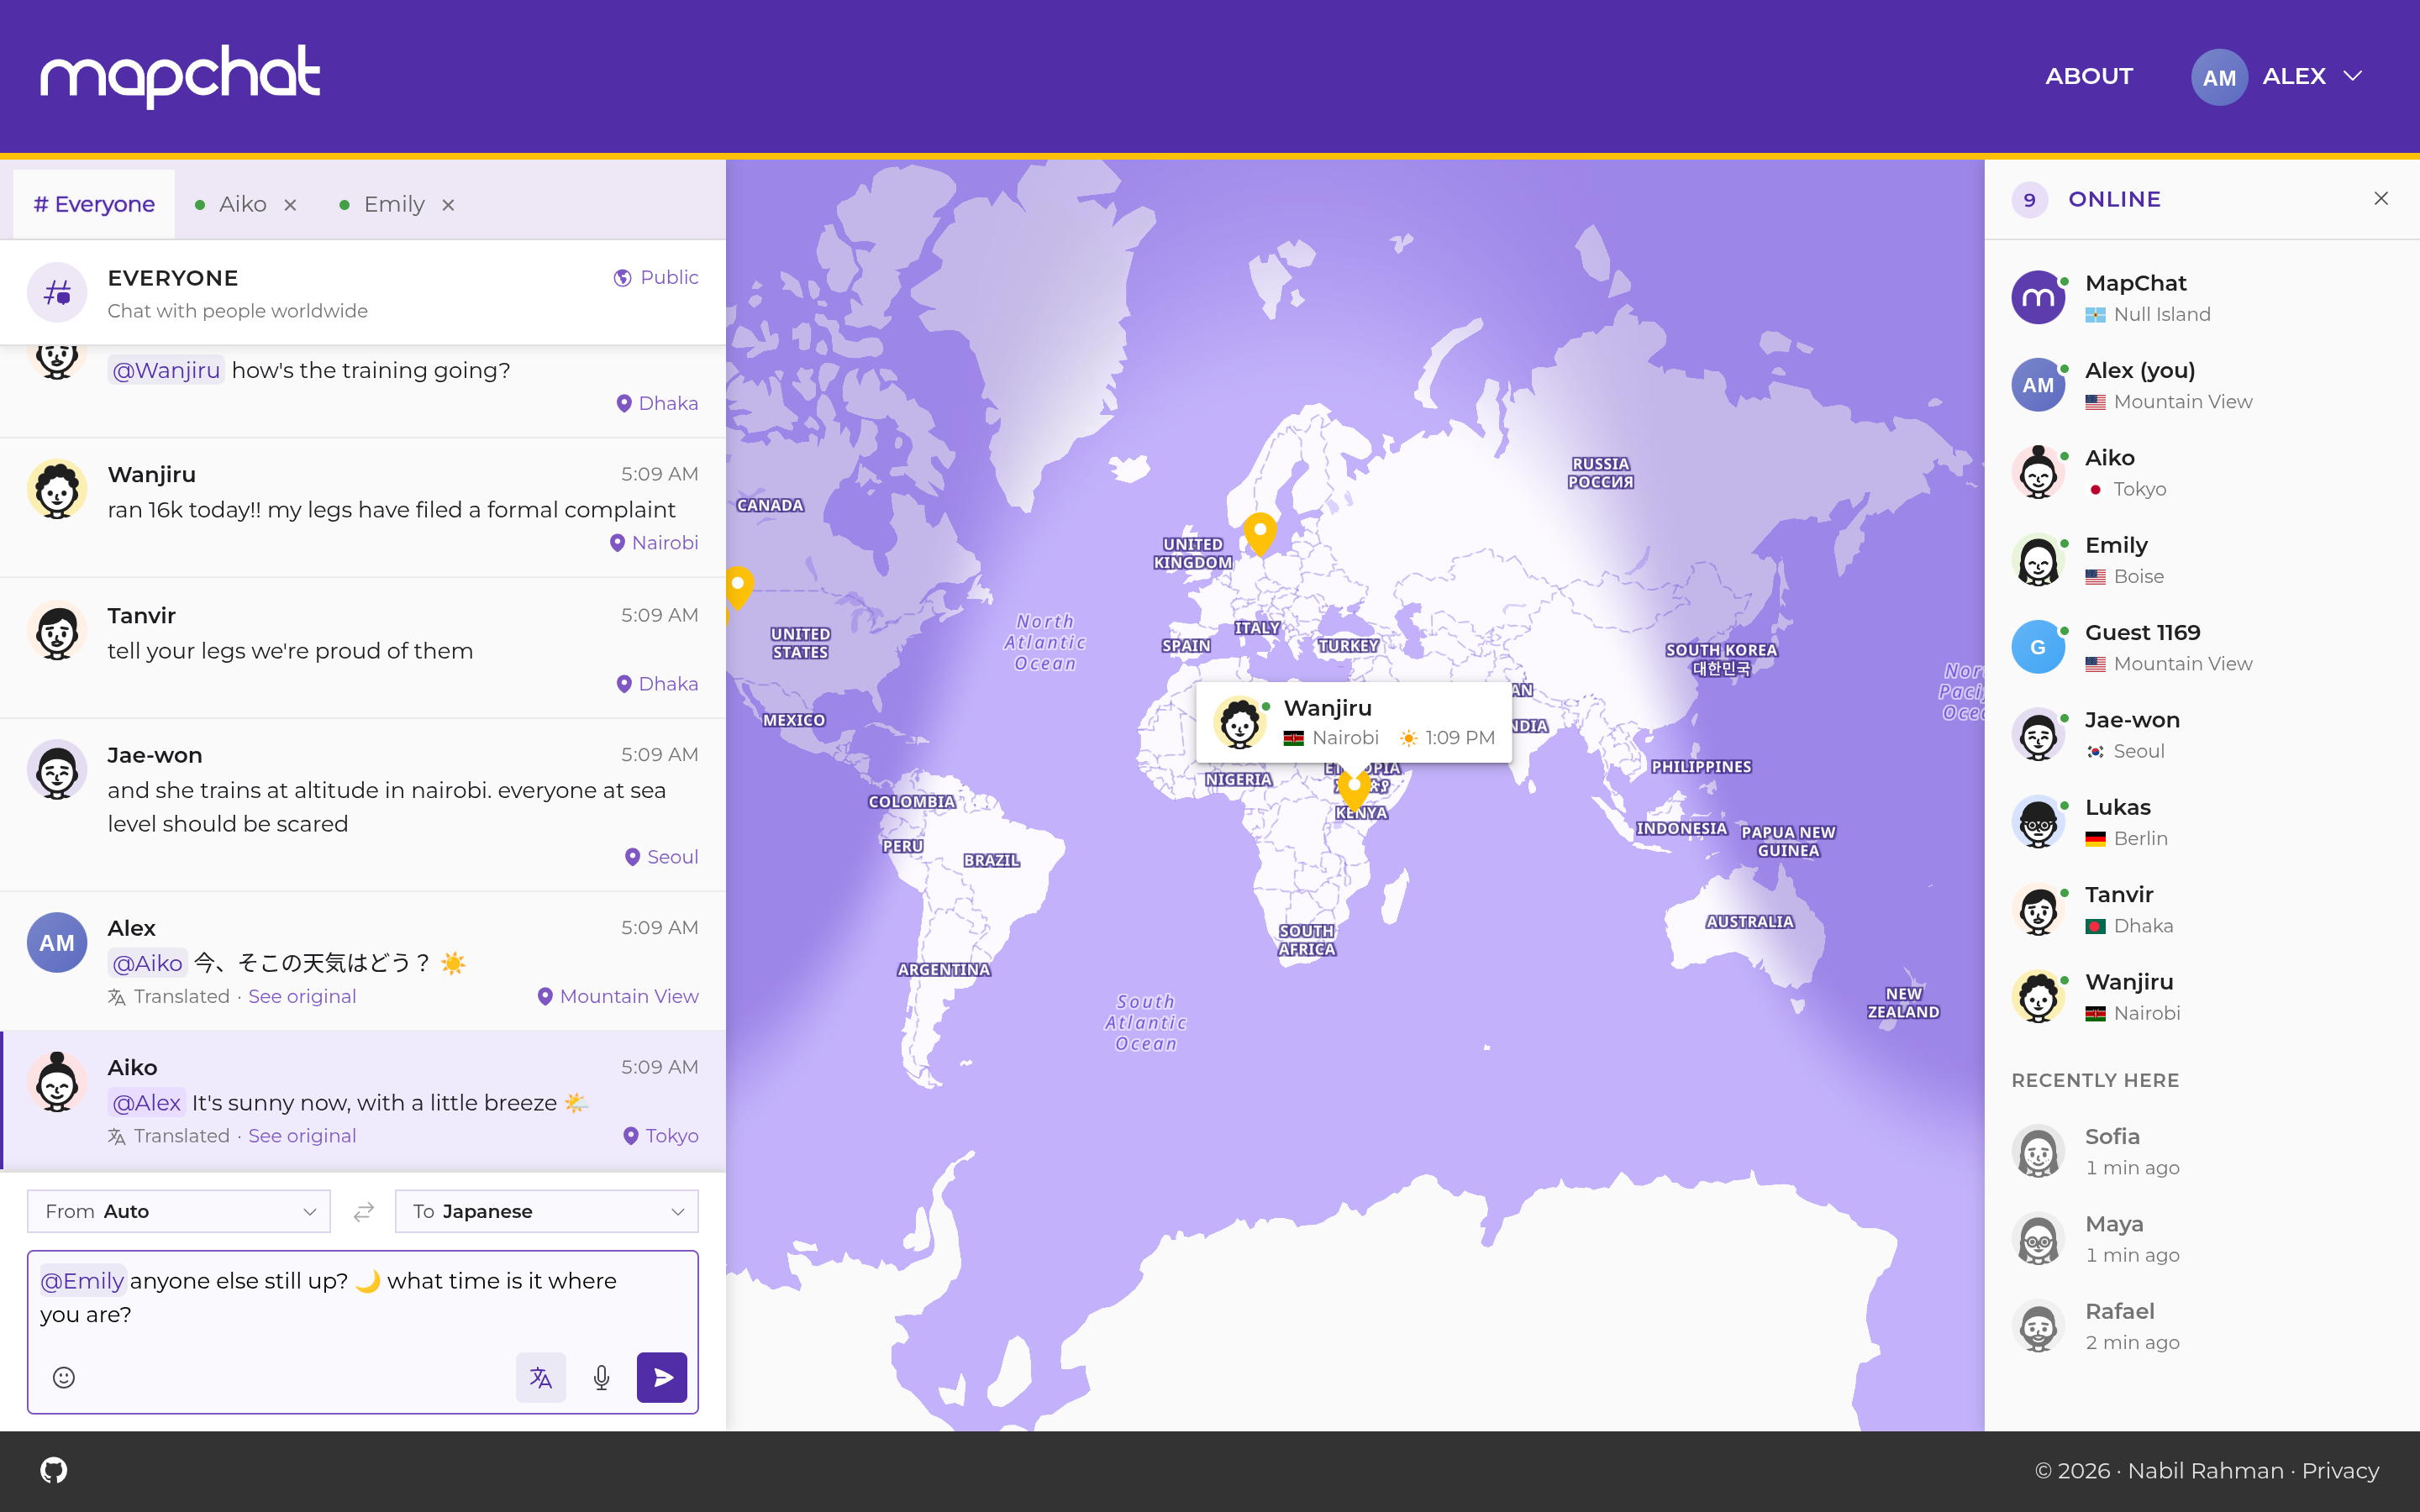 mapchat
ABOUT
AM
ALEX
# Everyone
Aiko
Emily
EVERYONE
Public
Chat with people worldwide
@Wanjiru how's the training going?
Dhaka
Wanjiru
5:09 AM
ran 16k today!! my legs have filed a formal complaint
Nairobi
Tanvir
5:09 AM
tell your legs we're proud of them
Dhaka
Jae-won
5:09 AM
and she trains at altitude in nairobi. everyone at sea
level should be scared
Seoul
AM
Alex
5:09 AM
@Aiko 今、そこの天気はどう？ ☀️
Translated · See original
Mountain View
Aiko
5:09 AM
@Alex It's sunny now, with a little breeze 🌤️
Translated · See original
Tokyo
From Auto
To Japanese
@Emily anyone else still up? 🌙 what time is it where
you are?
CANADA
RUSSIA
РОССИЯ
UNITED
KINGDOM
UNITED
STATES
North
Atlantic
Ocean
SPAIN
ITALY
TURKEY
SOUTH KOREA
대한민국
MEXICO
Wanjiru
Nairobi
1:09 PM
NIGERIA
KENYA
PHILIPPINES
COLOMBIA
PERU
BRAZIL
INDONESIA
PAPUA NEW
GUINEA
SOUTH
AFRICA
AUSTRALIA
ARGENTINA
South
Atlantic
Ocean
NEW
ZEALAND
9
ONLINE
MapChat
Null Island
AM
Alex (you)
Mountain View
Aiko
Tokyo
Emily
Boise
G
Guest 1169
Mountain View
Jae-won
Seoul
Lukas
Berlin
Tanvir
Dhaka
Wanjiru
Nairobi
RECENTLY HERE
Sofia
1 min ago
Maya
1 min ago
Rafael
2 min ago
© 2026 · Nabil Rahman · Privacy